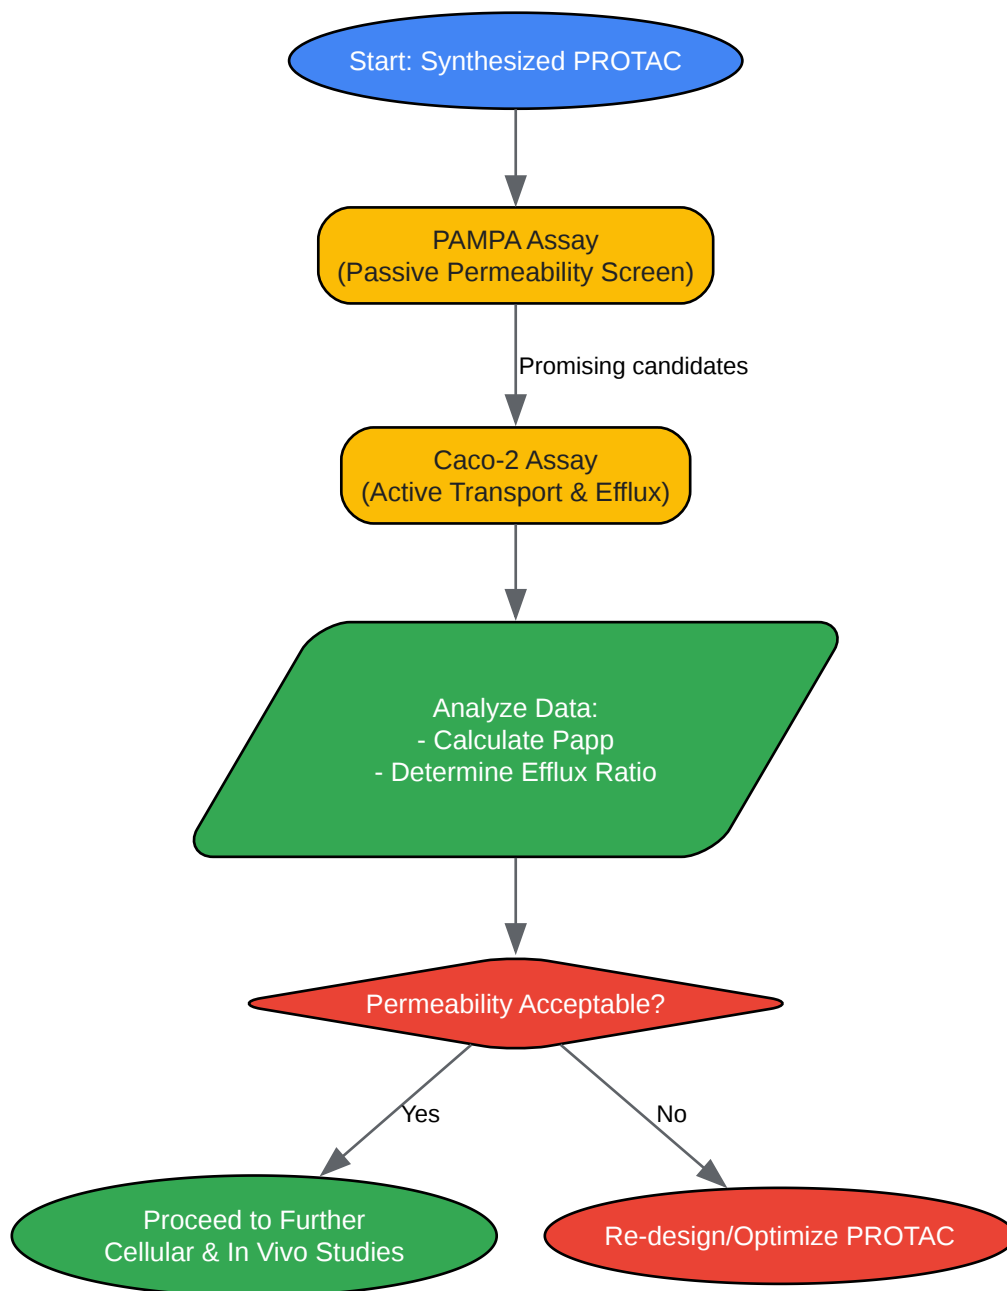 Start: Synthesized PROTAC
PAMPA Assay
(Passive Permeability Screen)
Promising candidates
Caco-2 Assay
(Active Transport & Efflux)
Analyze Data:
- Calculate Papp
- Determine Efflux Ratio
Permeability Acceptable?
Yes
No
Proceed to Further
Cellular & In Vivo Studies
Re-design/Optimize PROTAC